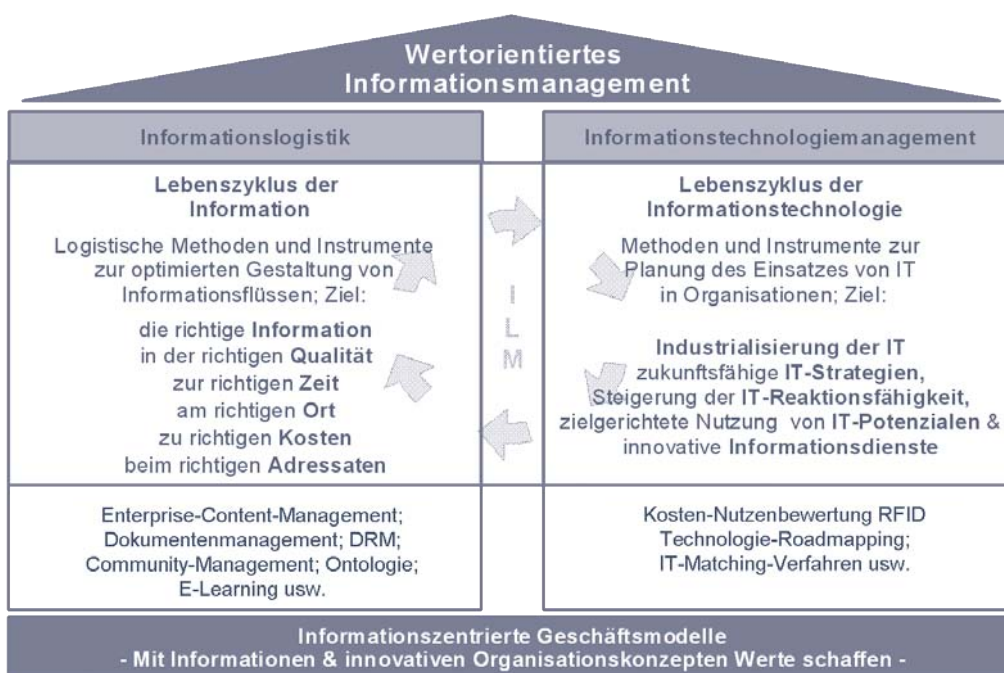 Wertorientiertes
Informationsmanagement
Informationslogistik
Lebenszyklus der
Information
Logistische Methoden und Instrumente
zur optimierten Gestaltung von
Informationsflüssen; Ziel:
die richtige Information
in der richtigen Qualität
zur richtigen Zeit
am richtigen Ort
zu richtigen Kosten
beim richtigen Adressaten
Enterprise-Content-Management;
Dokumentenmanagement; DRM;
Community-Management; Ontologie;
E-Learning usw.
I
L
M
Informationstechnologiemanagement
Lebenszyklus der
Informationstechnologie
Methoden und Instrumente zur
Planung des Einsatzes von IT
in Organisationen; Ziel:
Industrialisierung der IT
zukunftsfähige IT-Strategien,
Steigerung der IT-Reaktionsfähigkeit,
zielgerichtete Nutzung von IT-Potenzialen &
innovative Informationsdienste
Kosten-Nutzenbewertung RFID
Technologie-Roadmapping;
IT-Matching-Verfahren usw.
Informationszentrierte Geschäftsmodelle
- Mit Informationen & innovativen Organisationskonzepten Werte schaffen -